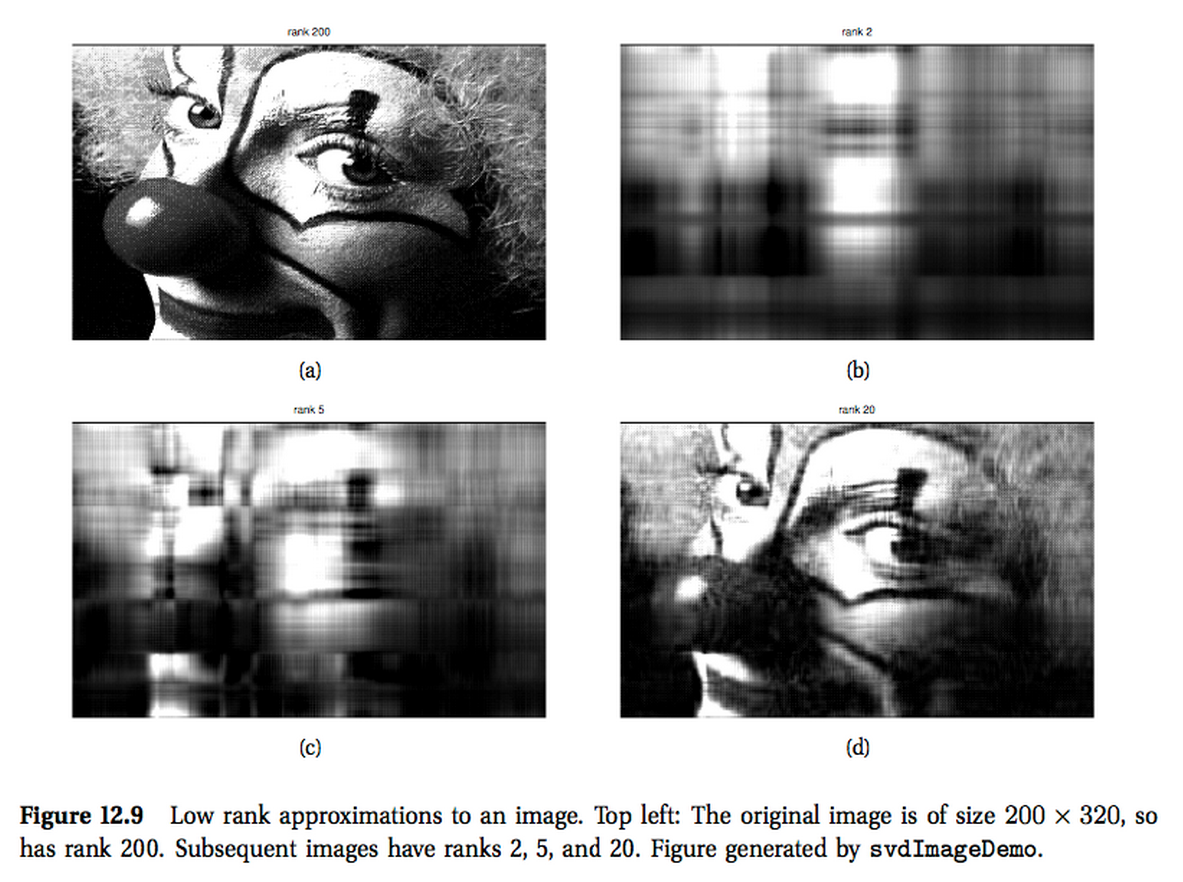 rank 200
rank 2
(a)
(b)
rank 5
rank 20
(c)
(d)
Figure 12.9 Low rank approximations to an image. Top left: The original image is of size 200 × 320, so
has rank 200. Subsequent images have ranks 2, 5, and 20. Figure generated by svdImageDemo.